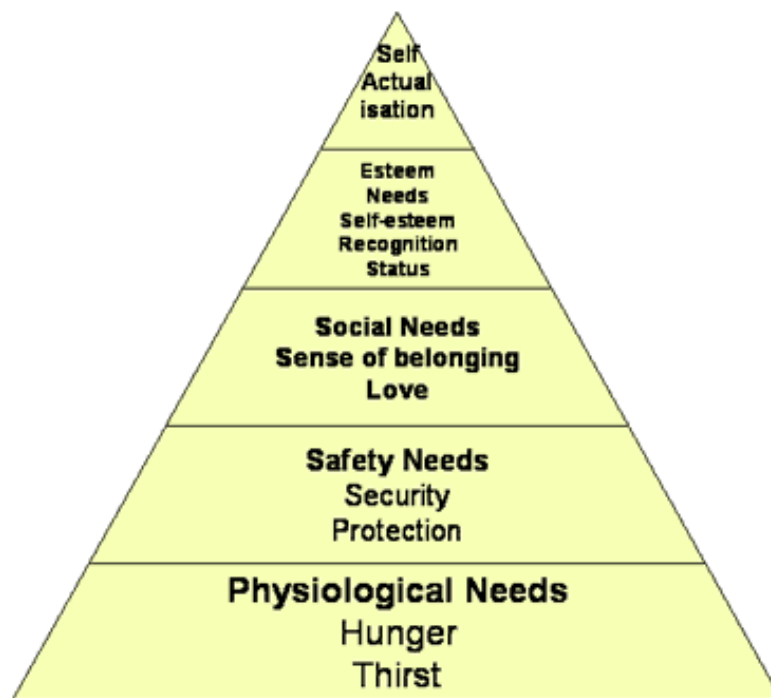 Self
Actual
isation
Esteem
Needs
Self-esteem
Recognition
Status
Social Needs
Sense of belonging
Love
Safety Needs
Security
Protection
Physiological Needs
Hunger
Thirst